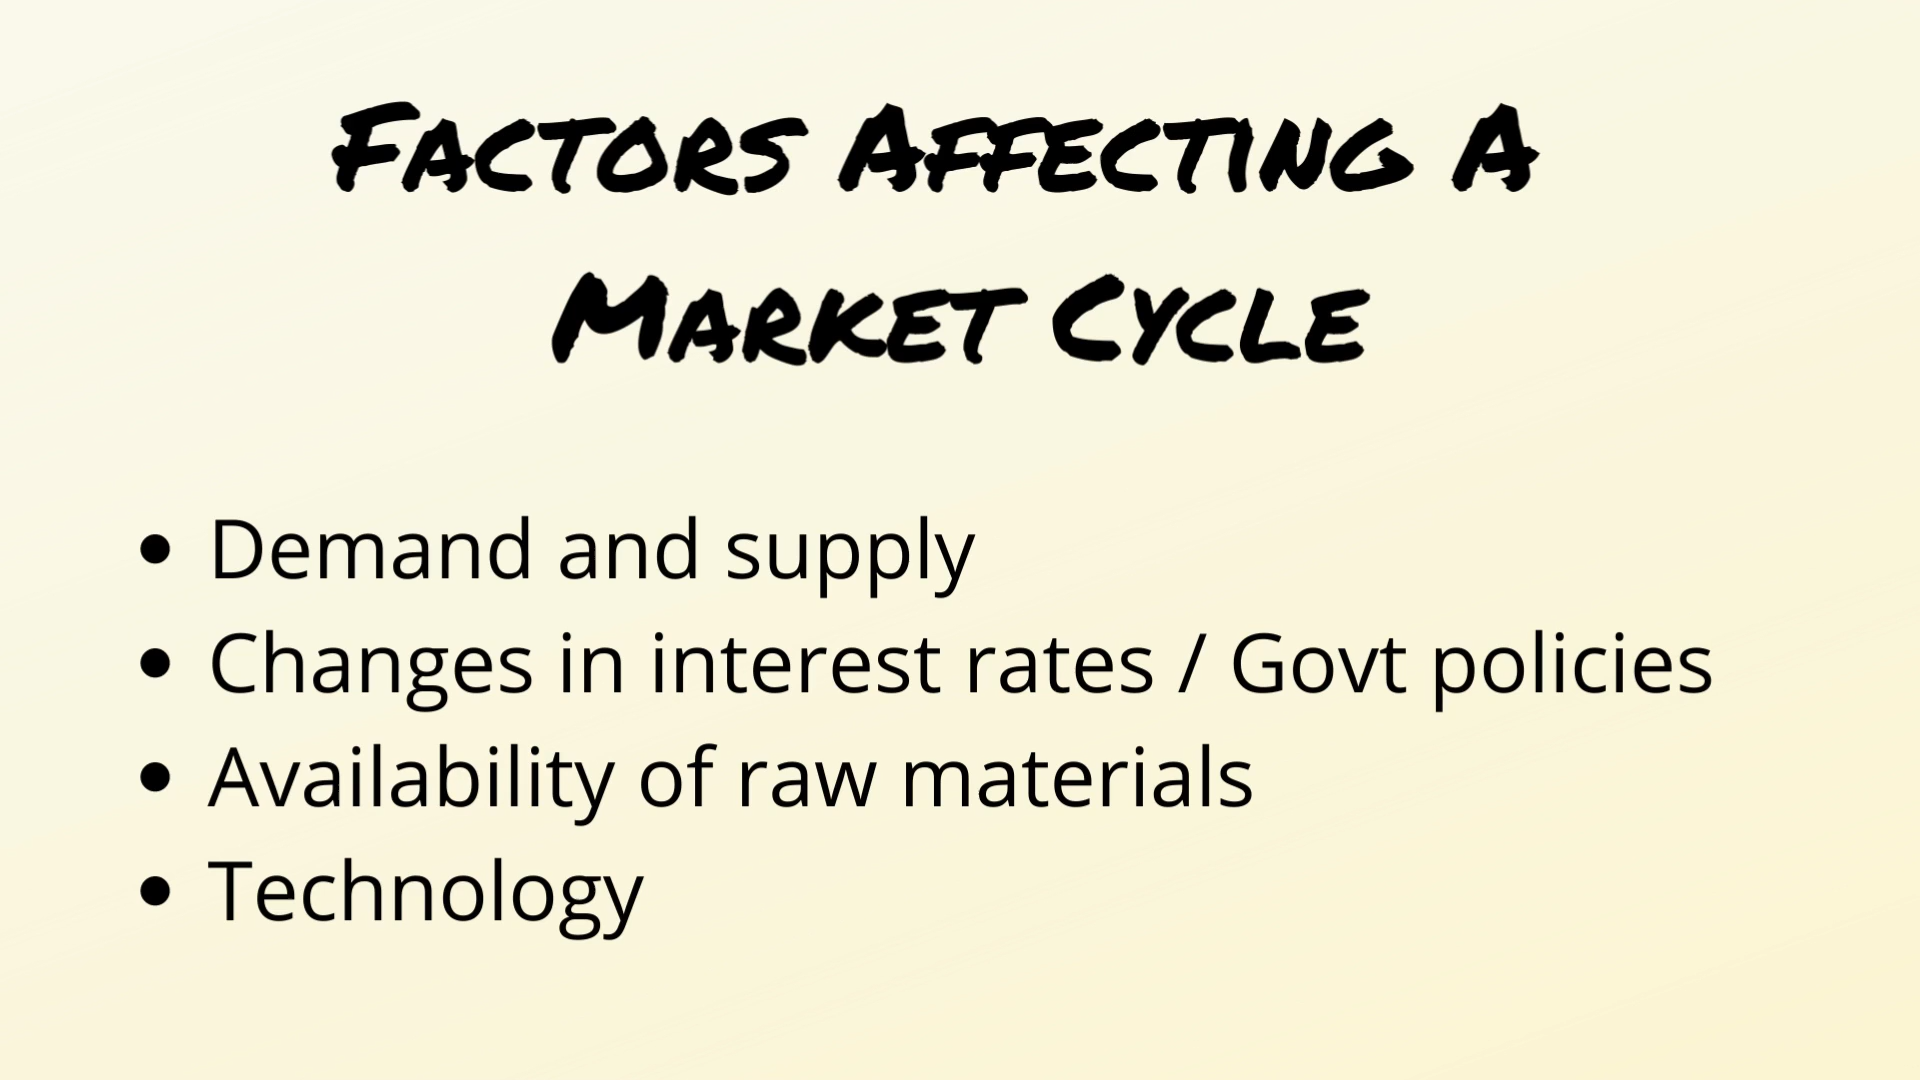 Factors Affecting A
Market Cycle
• Demand and supply
• Changes in interest rates / Govt policies
• Availability of raw materials
• Technology